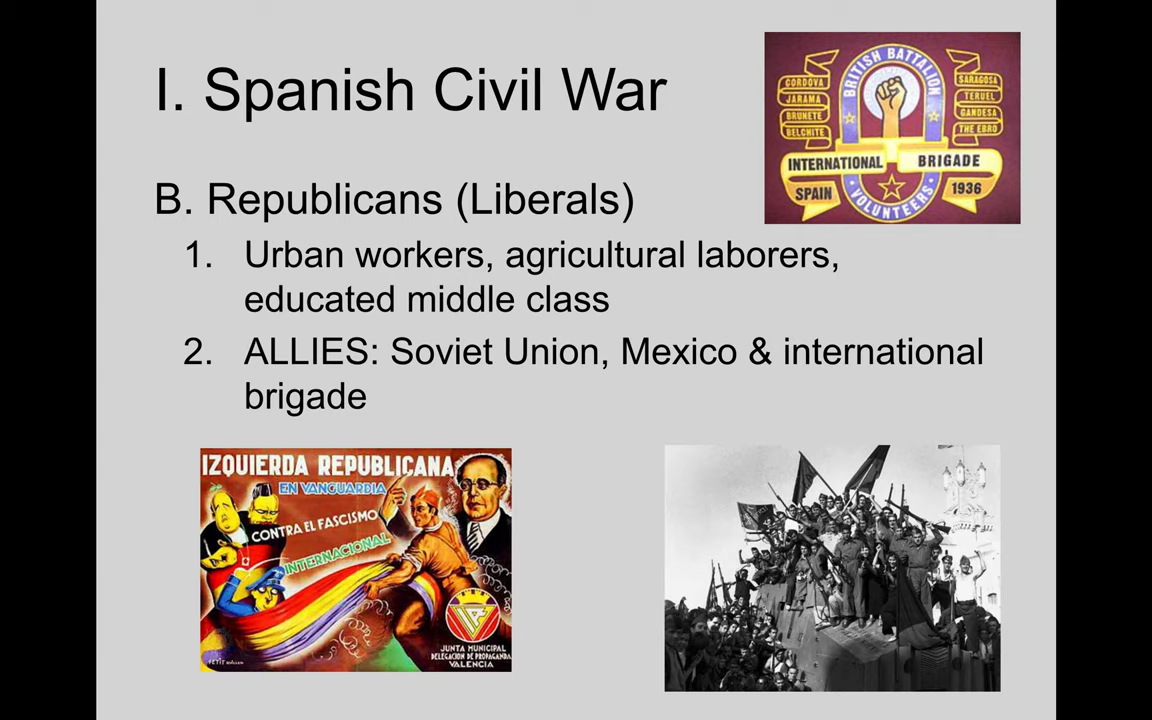 I. Spanish Civil War
BRITISH BATTALION
CORDOVA
JARAMA
BRUNETE
BELCHITE
SARAGOSA
TERUEL
GANDESA
THE EBRO
INTERNATIONAL BRIGADE
SPAIN
VOLUNTEERS
1936
B. Republicans (Liberals)
1. Urban workers, agricultural laborers,
educated middle class
2. ALLIES: Soviet Union, Mexico & international
brigade
IZQUIERDA REPUBLICANA
EN VANGUARDIA
CONTRA EL FASCISMO
INTERNACIONAL
JUNTA MUNICIPAL
DELEGACION DE PROPAGANDA
VALENCIA